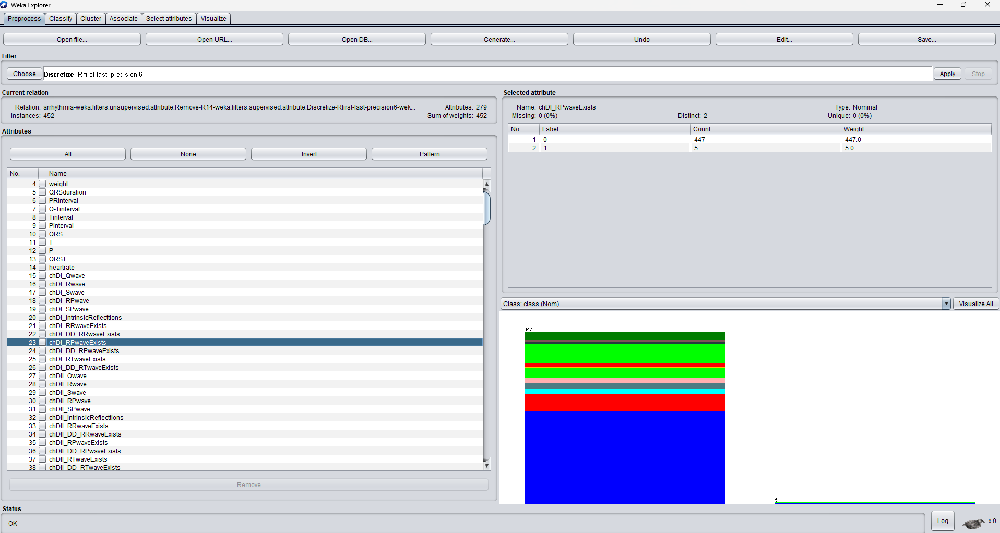 Weka Explorer
Preprocess Classify Cluster Associate Select attributes Visualize
Open file... Open URL... Open DB... Generate... Undo Edit... Save...
Filter
Choose Discretize -R first-last -precision 6 Apply Stop
Current relation
Relation: arrhythmia-weka.filters.unsupervised.attribute.Remove-R14-weka.filters.supervised.attribute.Discretize-Rfirst-last-precision6-wek... Attributes: 279
Instances: 452 Sum of weights: 452
Attributes
All None Invert Pattern
No. Name
4 weight
5 QRSduration
6 PRinterval
7 Q-Tinterval
8 Tinterval
9 Pinterval
10 QRS
11 T
12 P
13 QRST
14 heartrate
15 chDI_Qwave
16 chDI_Rwave
17 chDI_Swave
18 chDI_RPwave
19 chDI_SPwave
20 chDI_intrinsicReflecttions
21 chDI_RRwaveExists
22 chDI_DD_RRwaveExists
23 chDI_RPwaveExists
24 chDI_DD_RPwaveExists
25 chDI_RTwaveExists
26 chDI_DD_RTwaveExists
27 chDII_Qwave
28 chDII_Rwave
29 chDII_Swave
30 chDII_RPwave
31 chDII_SPwave
32 chDII_intrinsicReflecttions
33 chDII_RRwaveExists
34 chDII_DD_RRwaveExists
35 chDII_RPwaveExists
36 chDII_DD_RPwaveExists
37 chDII_RTwaveExists
38 chDII_DD_RTwaveExists
Remove
Selected attribute
Name: chDI_RPwaveExists Type: Nominal
Missing: 0 (0%) Distinct: 2 Unique: 0 (0%)
No. Label Count Weight
1 0 447 447.0
2 1 5 5.0
Class: class (Nom) Visualize All
447
5
Status
OK
Log x 0